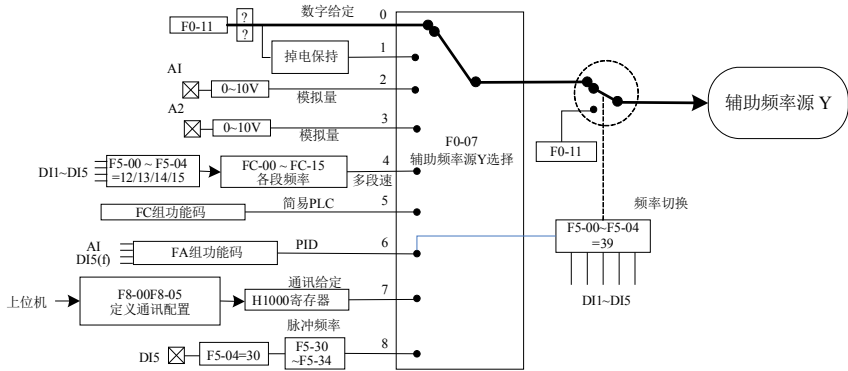 数字给定
0
F0-11
?
?
掉电保持
1
AI
0~10V
模拟量
2
A2
0~10V
模拟量
3
F0-07
辅助频率源Y选择
F0-11
辅助频率源 Y
DI1~DI5
F5-00 ~ F5-04
=12/13/14/15
FC-00 ~ FC-15
各段频率
多段速
4
FC组功能码
简易PLC
5
频率切换
F5-00~F5-04
=39
DI1~DI5
AI
DI5(f)
FA组功能码
PID
6
上位机
F8-00F8-05
定义通讯配置
通讯给定
H1000寄存器
7
脉冲频率
DI5
F5-04=30
F5-30
~F5-34
8